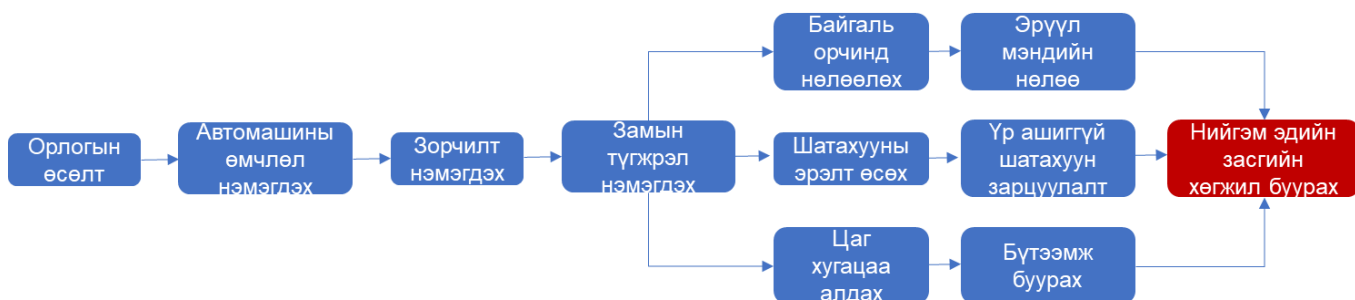 Орлогын
өсөлт
Автомашины
өмчлөл
нэмэгдэх
Зорчилт
нэмэгдэх
Замын
түгжрэл
нэмэгдэх
Байгаль
орчинд
нөлөөлөх
Эрүүл
мэндийн
нөлөө
Шатахууны
эрэлт өсөх
Үр ашиггүй
шатахуун
зарцуулалт
Цаг
хугацаа
алдах
Бүтээмж
буурах
Нийгэм эдийн
засгийн
хөгжил буурах